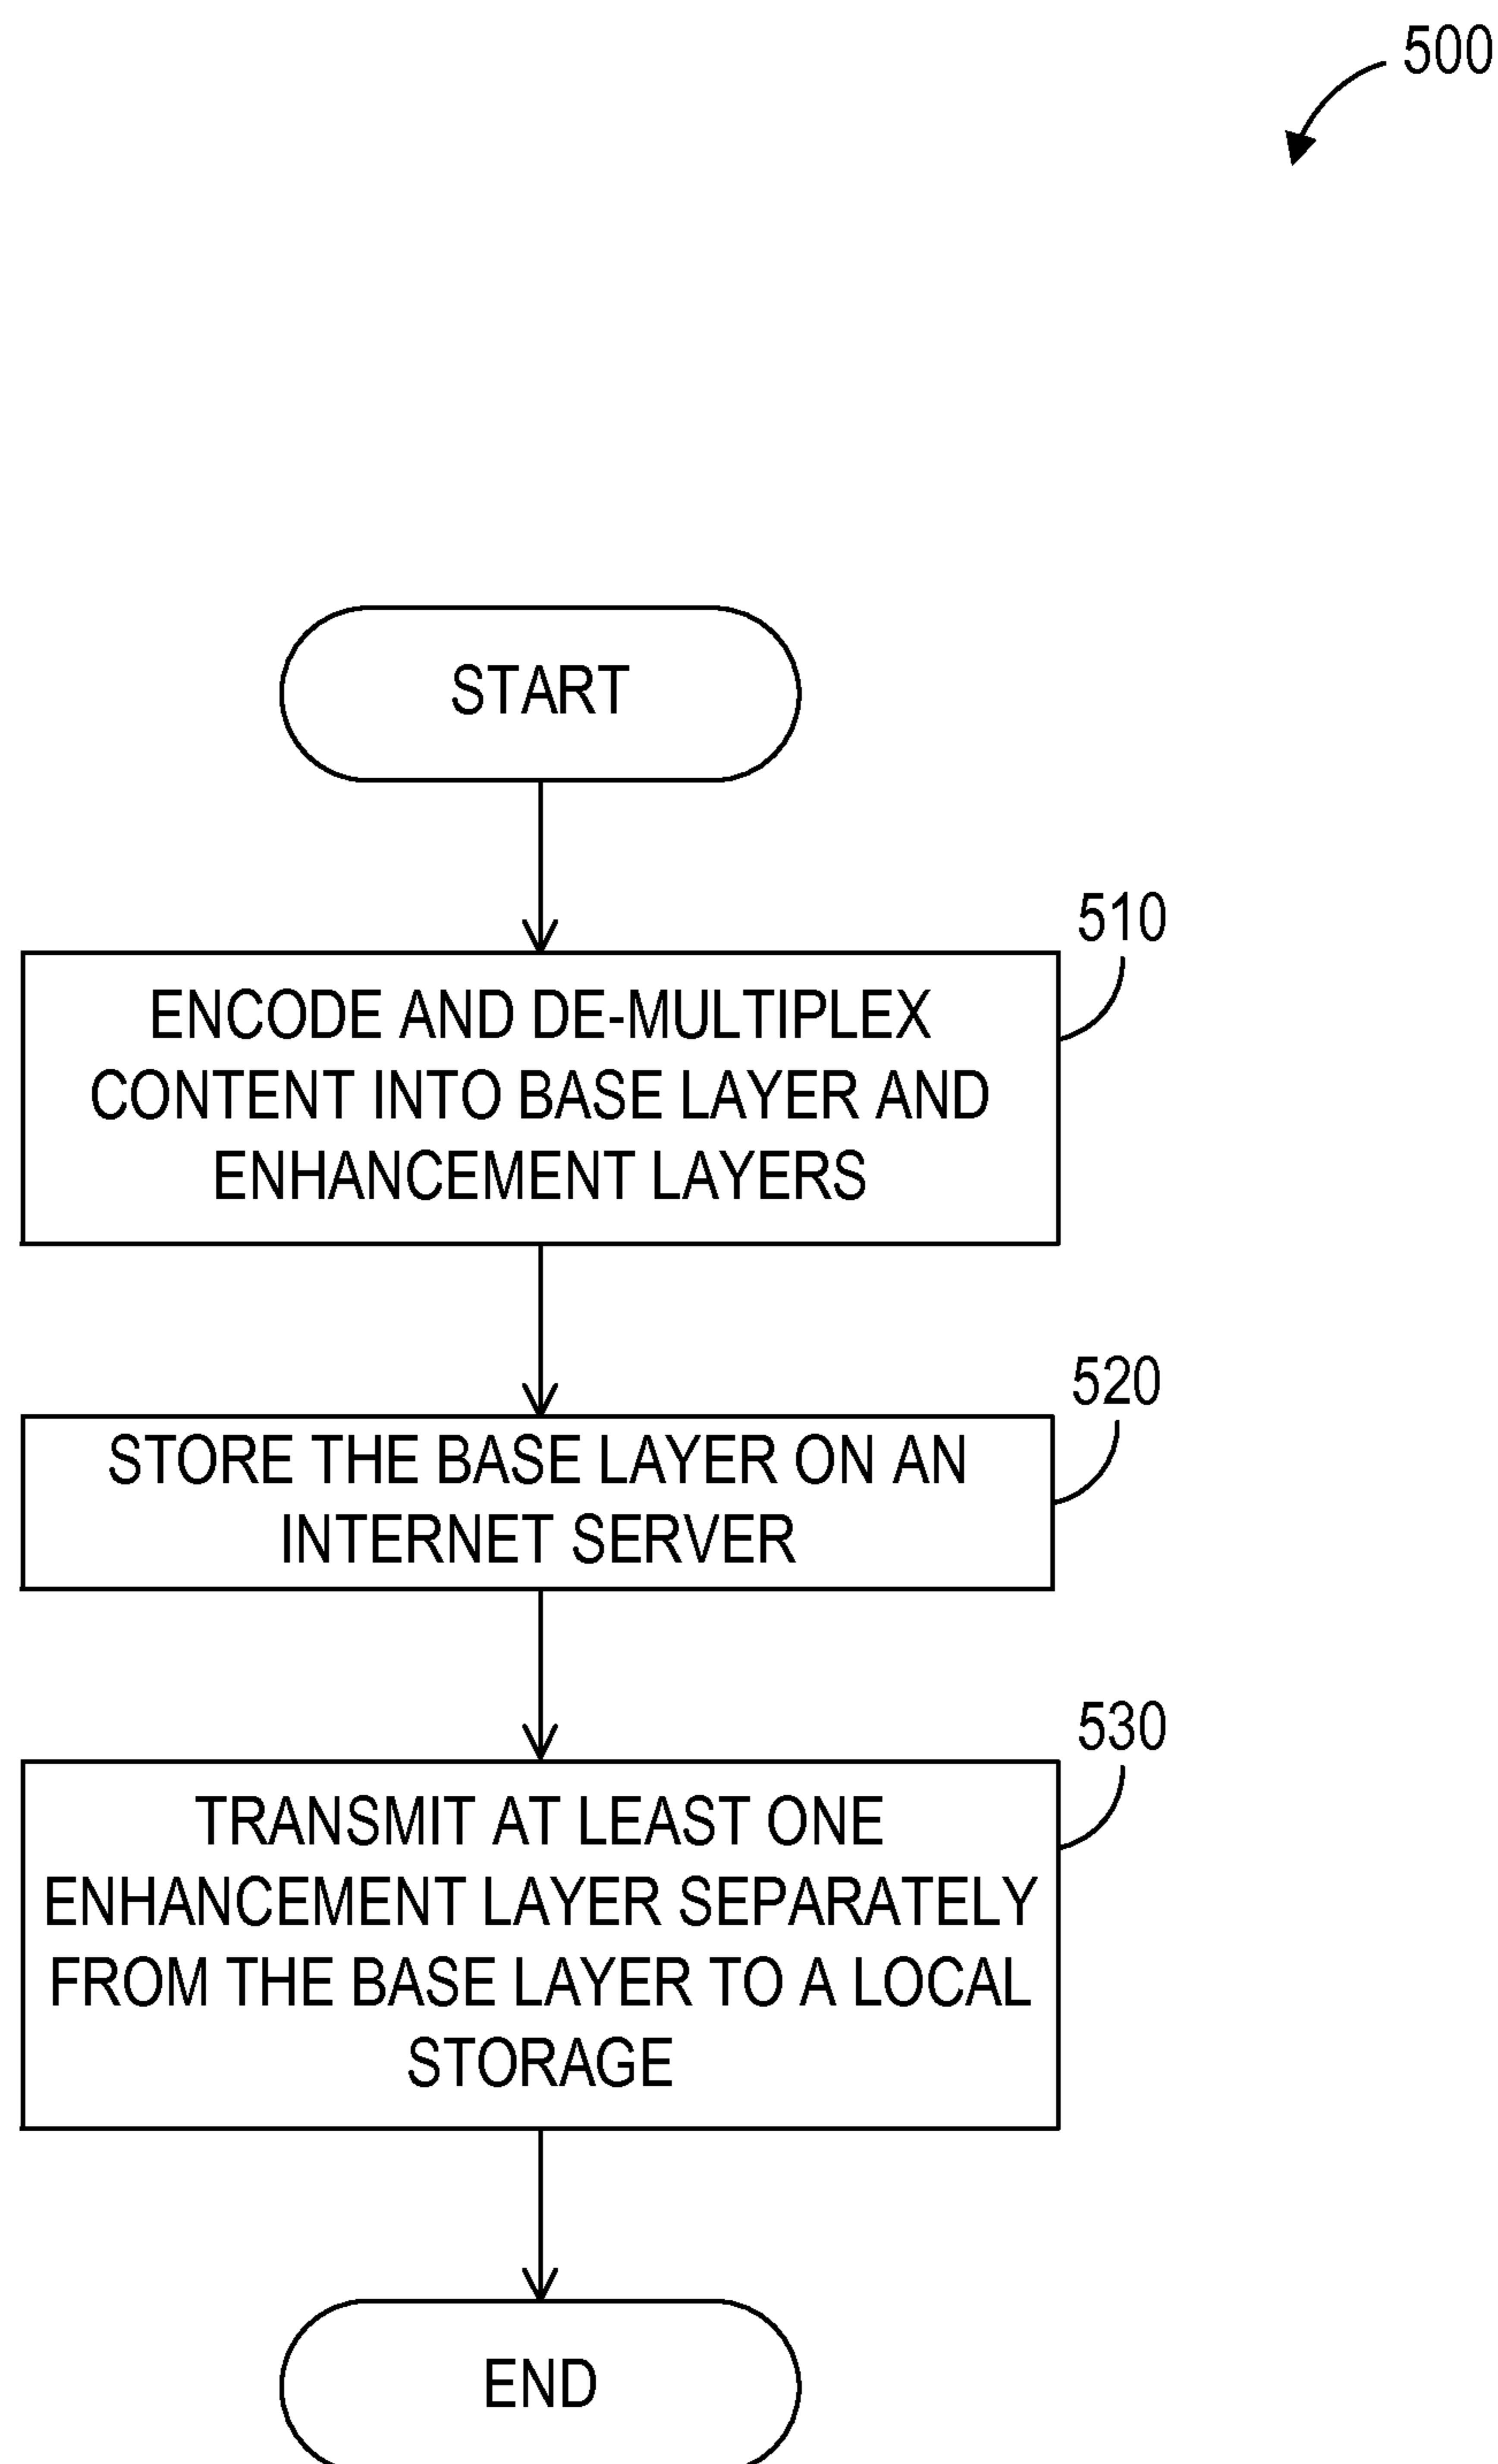 500
START
510
ENCODE AND DE-MULTIPLEX
CONTENT INTO BASE LAYER AND
ENHANCEMENT LAYERS
520
STORE THE BASE LAYER ON AN
INTERNET SERVER
530
TRANSMIT AT LEAST ONE
ENHANCEMENT LAYER SEPARATELY
FROM THE BASE LAYER TO A LOCAL
STORAGE
END